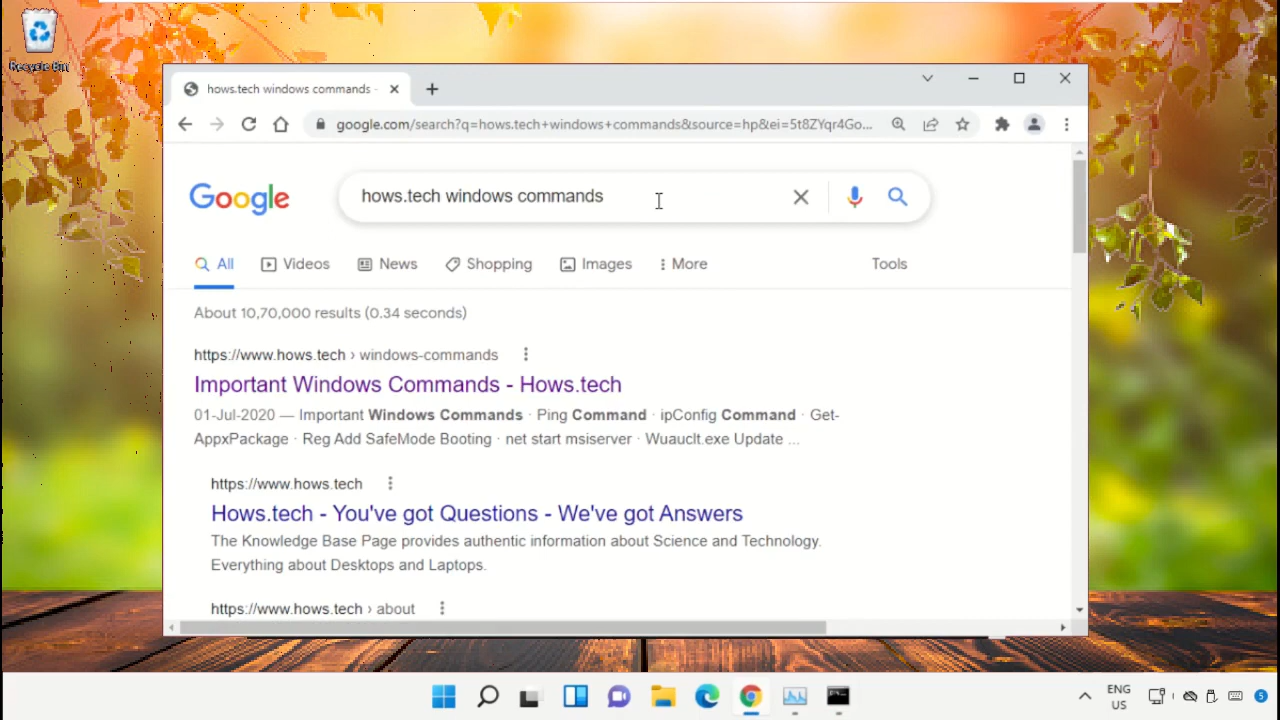 Recycle Bin
hows.tech windows commands -
google.com/search?q=hows.tech+windows+commands&source=hp&ei=5t8ZYqr4Go...
Google
hows.tech windows commands
All Videos News Shopping Images More Tools
About 10,70,000 results (0.34 seconds)
https://www.hows.tech › windows-commands
Important Windows Commands - Hows.tech
01-Jul-2020 — Important Windows Commands · Ping Command · ipConfig Command · Get-
AppxPackage · Reg Add SafeMode Booting · net start msiserver · Wuauclt.exe Update ...
https://www.hows.tech
Hows.tech - You've got Questions - We've got Answers
The Knowledge Base Page provides authentic information about Science and Technology.
Everything about Desktops and Laptops.
https://www.hows.tech › about
ENG
US
5